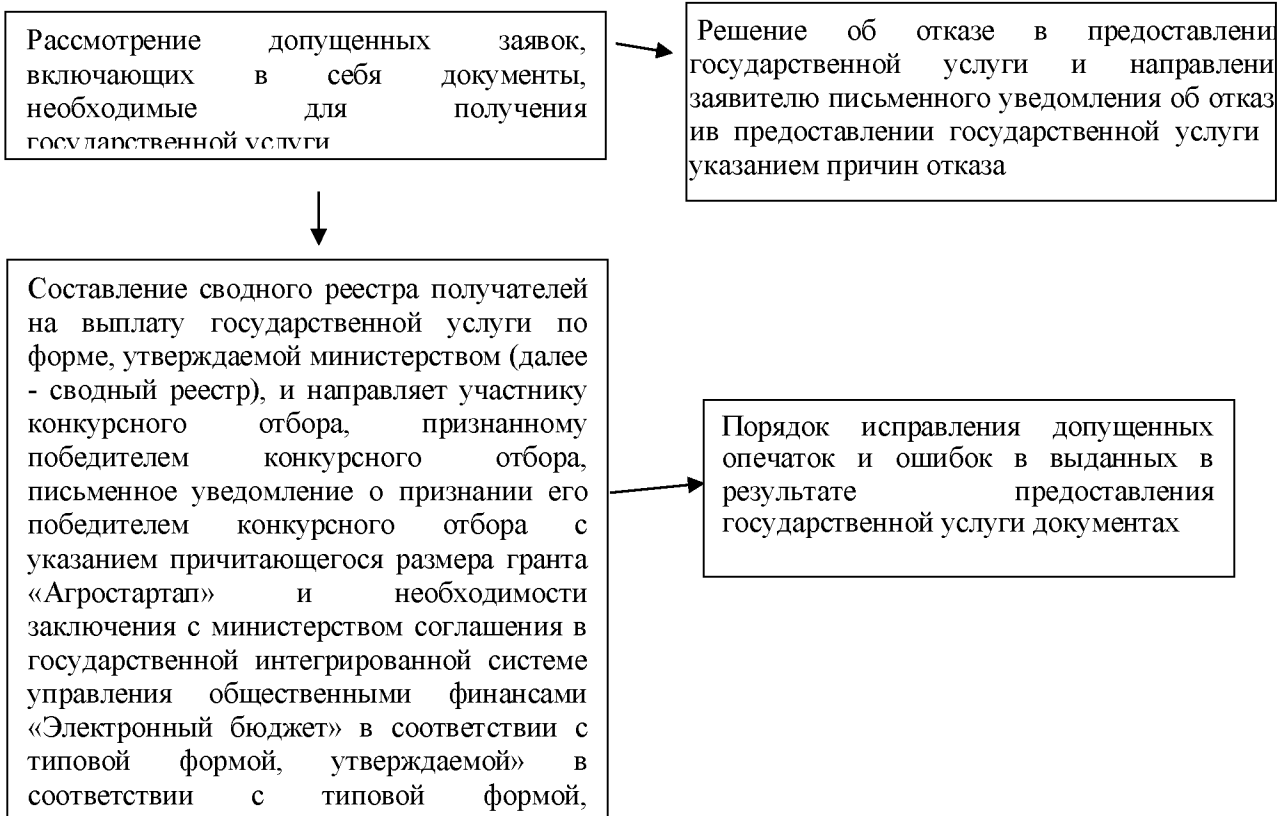 Рассмотрение допущенных заявок,
включающих в себя документы,
необходимые для получения
государственной услуги
Решение об отказе в предоставлени
государственной услуги и направлени
заявителю письменного уведомления об отказ
ив предоставлении государственной услуги
указанием причин отказа
Составление сводного реестра получателей
на выплату государственной услуги по
форме, утверждаемой министерством (далее
- сводный реестр), и направляет участнику
конкурсного отбора, признанному
победителем конкурсного отбора,
письменное уведомление о признании его
победителем конкурсного отбора с
указанием причитающегося размера гранта
«Агростартап» и необходимости
заключения с министерством соглашения в
государственной интегрированной системе
управления общественными финансами
«Электронный бюджет» в соответствии с
типовой формой, утверждаемой» в
соответствии с типовой формой,
Порядок исправления допущенных
опечаток и ошибок в выданных в
результате предоставления
государственной услуги документах